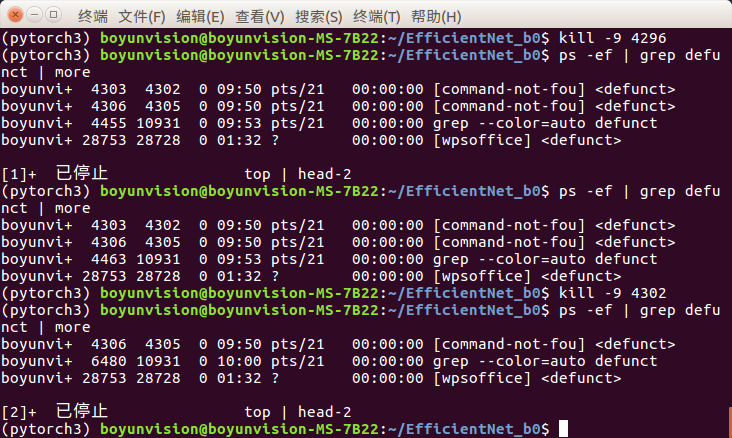 终端 文件(F) 编辑(E) 查看(V) 搜索(S) 终端(T) 帮助(H)
(pytorch3) boyunvision@boyunvision-MS-7B22:~/EfficientNet_b0$ kill -9 4296
(pytorch3) boyunvision@boyunvision-MS-7B22:~/EfficientNet_b0$ ps -ef | grep defu
nct | more
boyunvi+  4303  4302  0 09:50 pts/21   00:00:00 [command-not-fou] <defunct>
boyunvi+  4306  4305  0 09:50 pts/21   00:00:00 [command-not-fou] <defunct>
boyunvi+  4455 10931  0 09:53 pts/21   00:00:00 grep --color=auto defunct
boyunvi+ 28753 28728  0 01:32 ?        00:00:00 [wpsoffice] <defunct>
[1]+  已停止               top | head-2
(pytorch3) boyunvision@boyunvision-MS-7B22:~/EfficientNet_b0$ ps -ef | grep defu
nct | more
boyunvi+  4303  4302  0 09:50 pts/21   00:00:00 [command-not-fou] <defunct>
boyunvi+  4306  4305  0 09:50 pts/21   00:00:00 [command-not-fou] <defunct>
boyunvi+  4463 10931  0 09:53 pts/21   00:00:00 grep --color=auto defunct
boyunvi+ 28753 28728  0 01:32 ?        00:00:00 [wpsoffice] <defunct>
(pytorch3) boyunvision@boyunvision-MS-7B22:~/EfficientNet_b0$ kill -9 4302
(pytorch3) boyunvision@boyunvision-MS-7B22:~/EfficientNet_b0$ ps -ef | grep defu
nct | more
boyunvi+  4306  4305  0 09:50 pts/21   00:00:00 [command-not-fou] <defunct>
boyunvi+  6480 10931  0 10:00 pts/21   00:00:00 grep --color=auto defunct
boyunvi+ 28753 28728  0 01:32 ?        00:00:00 [wpsoffice] <defunct>
[2]+  已停止               top | head-2
(pytorch3) boyunvision@boyunvision-MS-7B22:~/EfficientNet_b0$